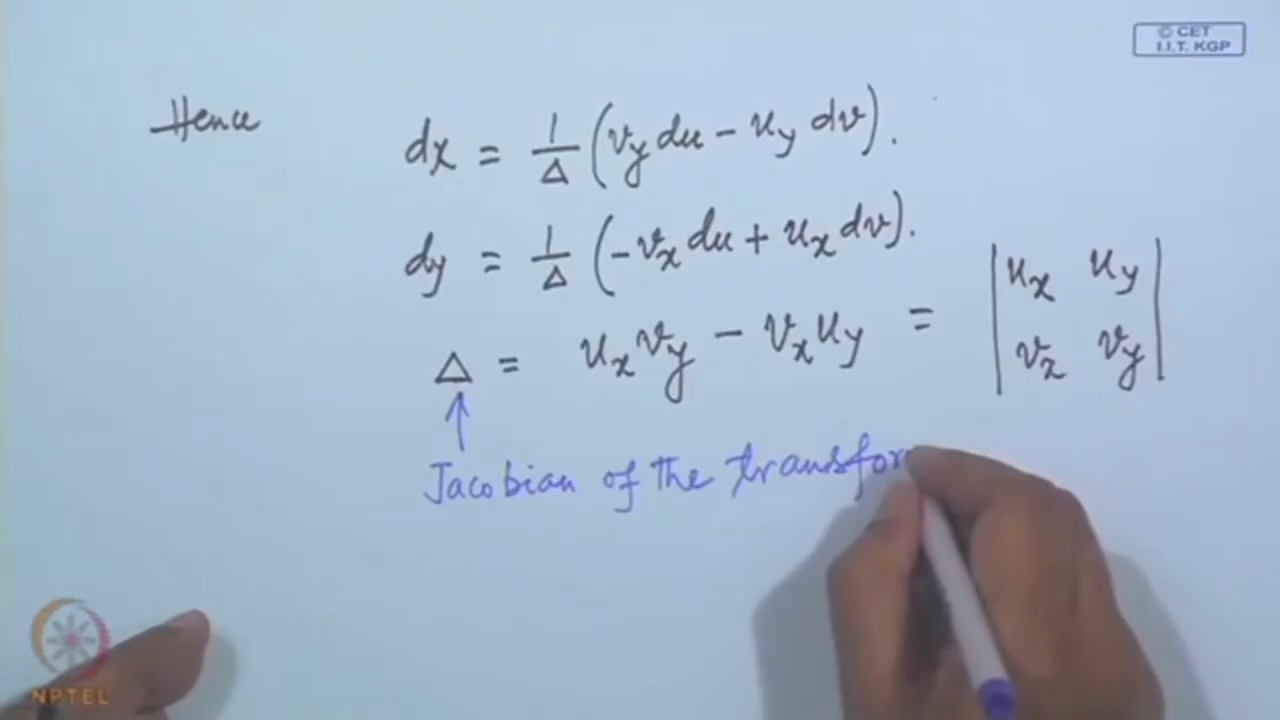 © CET
I.I.T. KGP
Hence dx = 1/Δ (v_y du − u_y dv).
dy = 1/Δ (−v_x du + u_x dv).
Δ = u_x v_y − v_x u_y = | u_x u_y |
| v_x v_y |
↑
Jacobian of the transfor
NPTEL